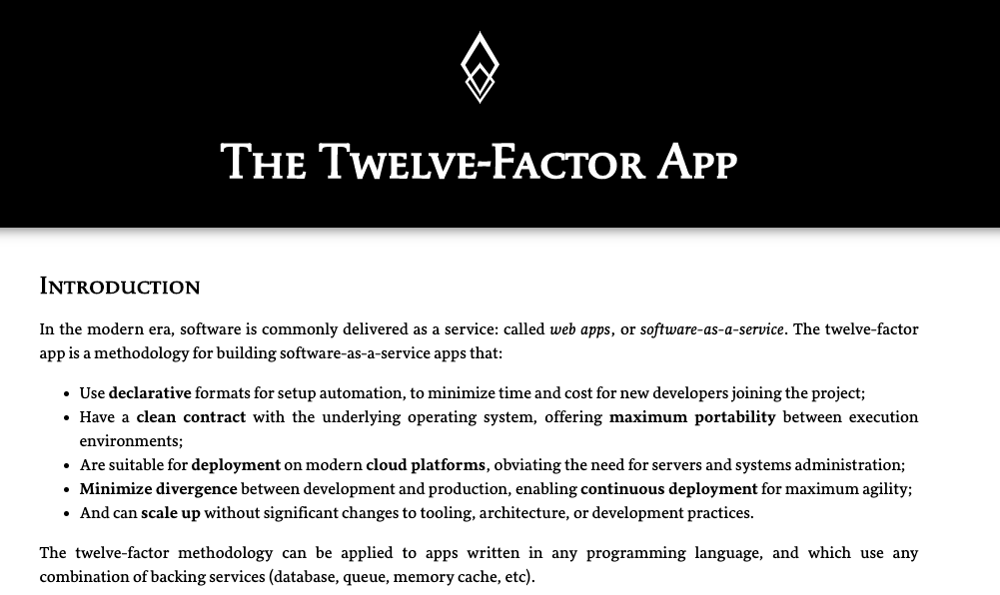 The Twelve-Factor App
Introduction
In the modern era, software is commonly delivered as a service: called web apps, or software-as-a-service. The twelve-factor
app is a methodology for building software-as-a-service apps that:
• Use declarative formats for setup automation, to minimize time and cost for new developers joining the project;
• Have a clean contract with the underlying operating system, offering maximum portability between execution
environments;
• Are suitable for deployment on modern cloud platforms, obviating the need for servers and systems administration;
• Minimize divergence between development and production, enabling continuous deployment for maximum agility;
• And can scale up without significant changes to tooling, architecture, or development practices.
The twelve-factor methodology can be applied to apps written in any programming language, and which use any
combination of backing services (database, queue, memory cache, etc).